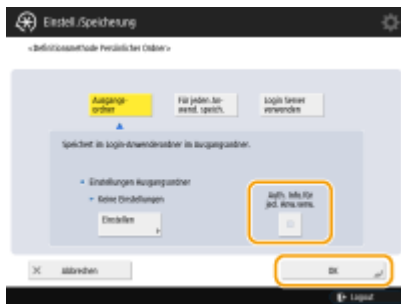 Einstell./Speicherung
<Definitionsmethode Persönlicher Ordner>
Ausgangs-
ordner
Für jeden An-
wend. speich.
Login Server
verwenden
Speichert im Login-Anwenderordner im Ausgangsordner.
Einstellungen Ausgangsordner
Keine Einstellungen
Einstellen
Auth. Info. für
jed. Anw. verw.
Abbrechen
OK
Logout